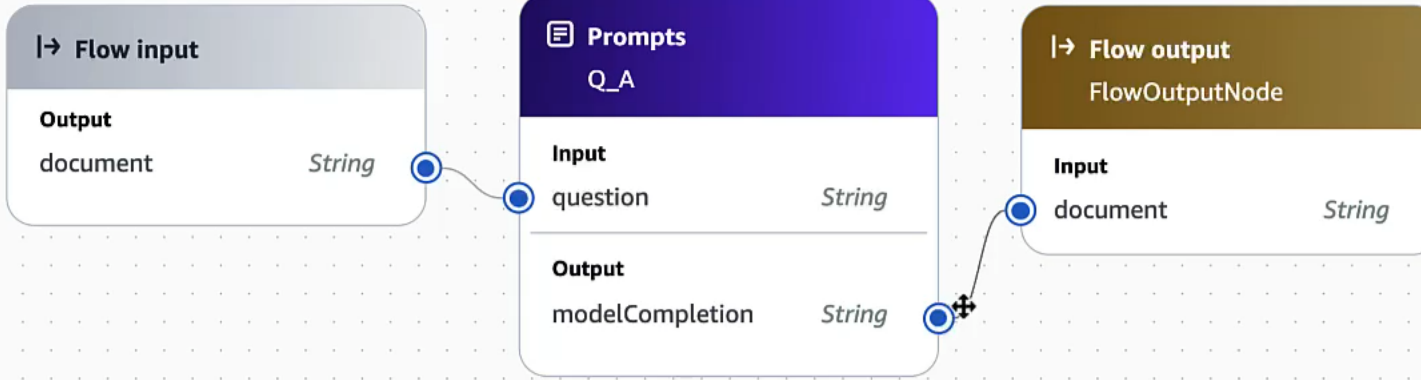 Flow input
Output
document String
Prompts
Q_A
Input
question String
Output
modelCompletion String
Flow output
FlowOutputNode
Input
document String